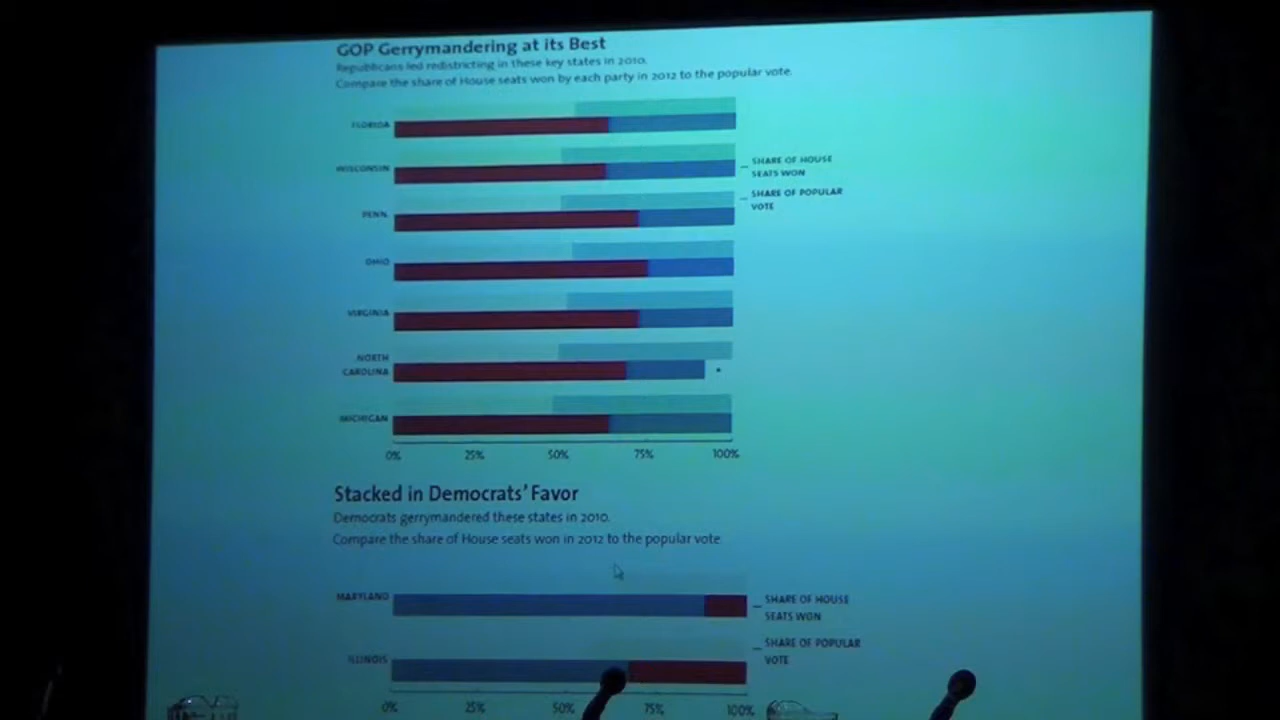 GOP Gerrymandering at its Best
Republicans led redistricting in these key states in 2010.
Compare the share of House seats won by each party in 2012 to the popular vote.
FLORIDA
WISCONSIN
SHARE OF HOUSE
SEATS WON
SHARE OF POPULAR
VOTE
PENN.
OHIO
VIRGINIA
NORTH
CAROLINA
*
MICHIGAN
0% 25% 50% 75% 100%
Stacked in Democrats' Favor
Democrats gerrymandered these states in 2010.
Compare the share of House seats won in 2012 to the popular vote
MARYLAND
SHARE OF HOUSE
SEATS WON
SHARE OF POPULAR
VOTE
ILLINOIS
0% 25% 50% 75% 100%